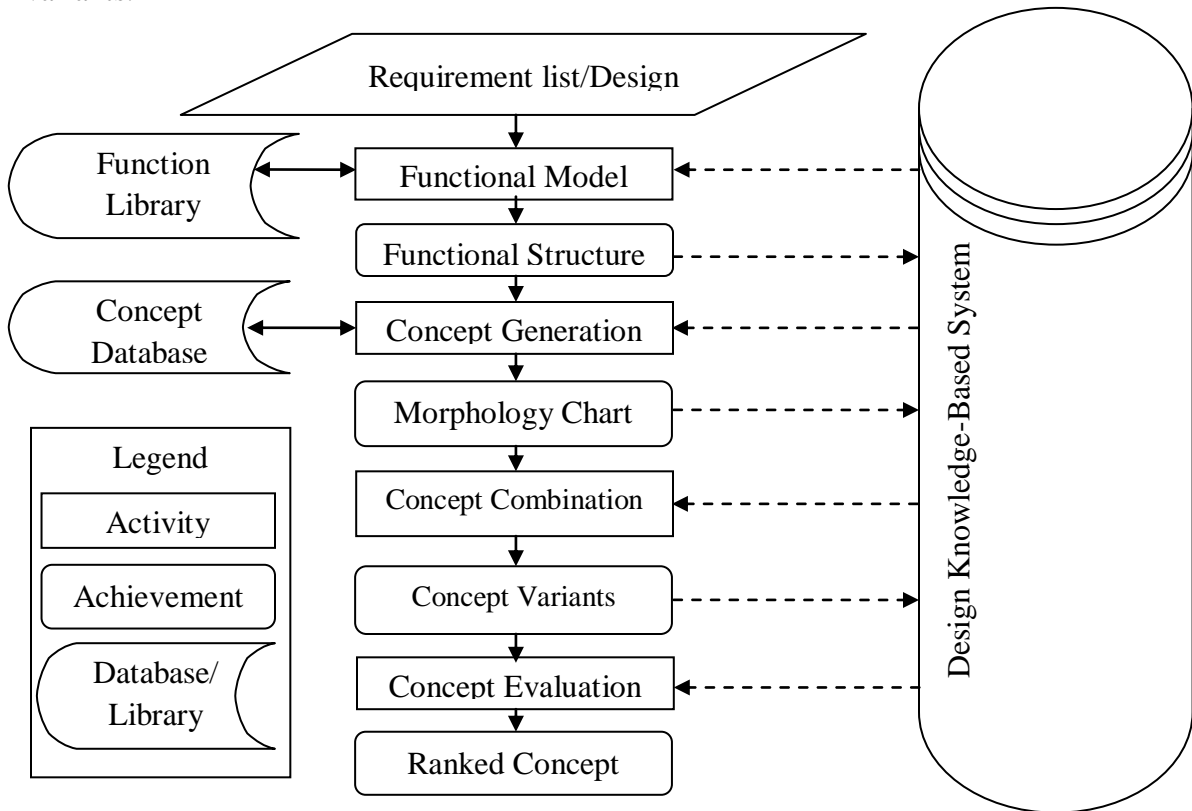 Requirement list/Design
Function
Library
Functional Model
Functional Structure
Concept
Database
Concept Generation
Morphology Chart
Legend
Activity
Achievement
Database/
Library
Concept Combination
Concept Variants
Concept Evaluation
Ranked Concept
Design Knowledge-Based System